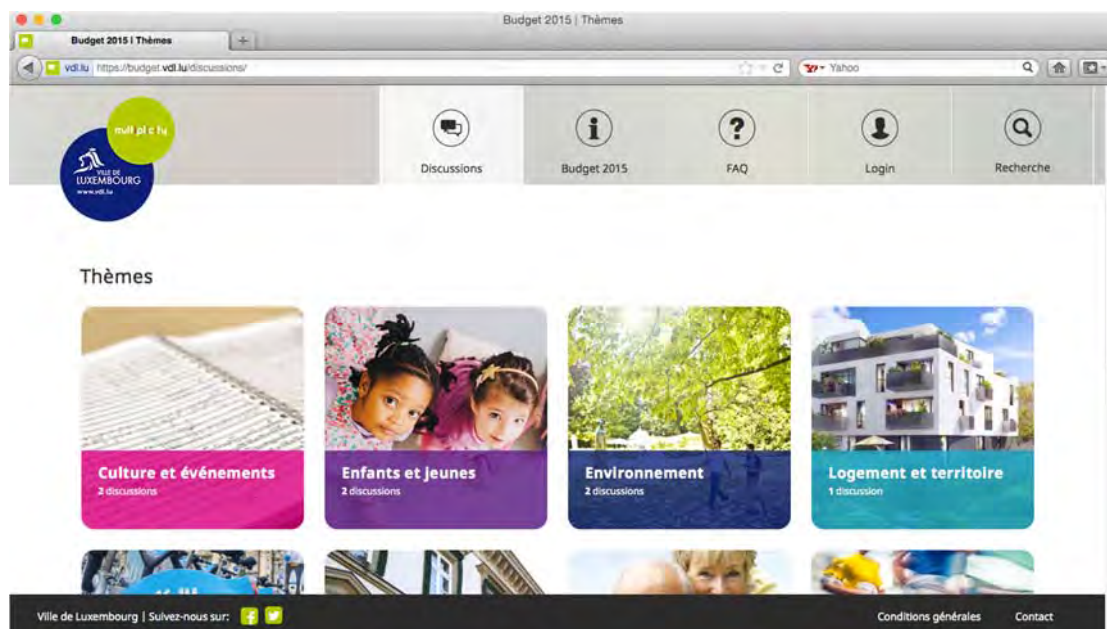 Budget 2015 | Thèmes
Budget 2015 | Thèmes
vdl.lu https://budget.vdl.lu/discussions/
Yahoo
multiplicity
VILLE DE
LUXEMBOURG
www.vdl.lu
Discussions
Budget 2015
FAQ
Login
Recherche
Thèmes
Culture et événements
2 discussions
Enfants et jeunes
2 discussions
Environnement
2 discussions
Logement et territoire
1 discussion
Ville de Luxembourg | Suivez-nous sur:
Conditions générales
Contact